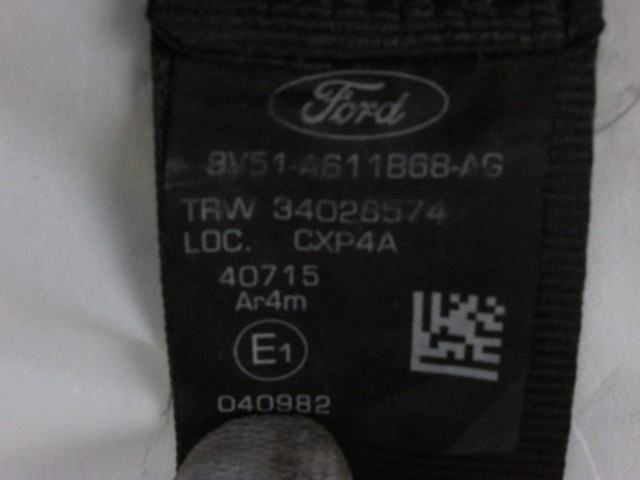 Ford
8V51-A611B68-AG
TRW 34026574
LOC. CXP4A
40715
Ar4m
E1
040982